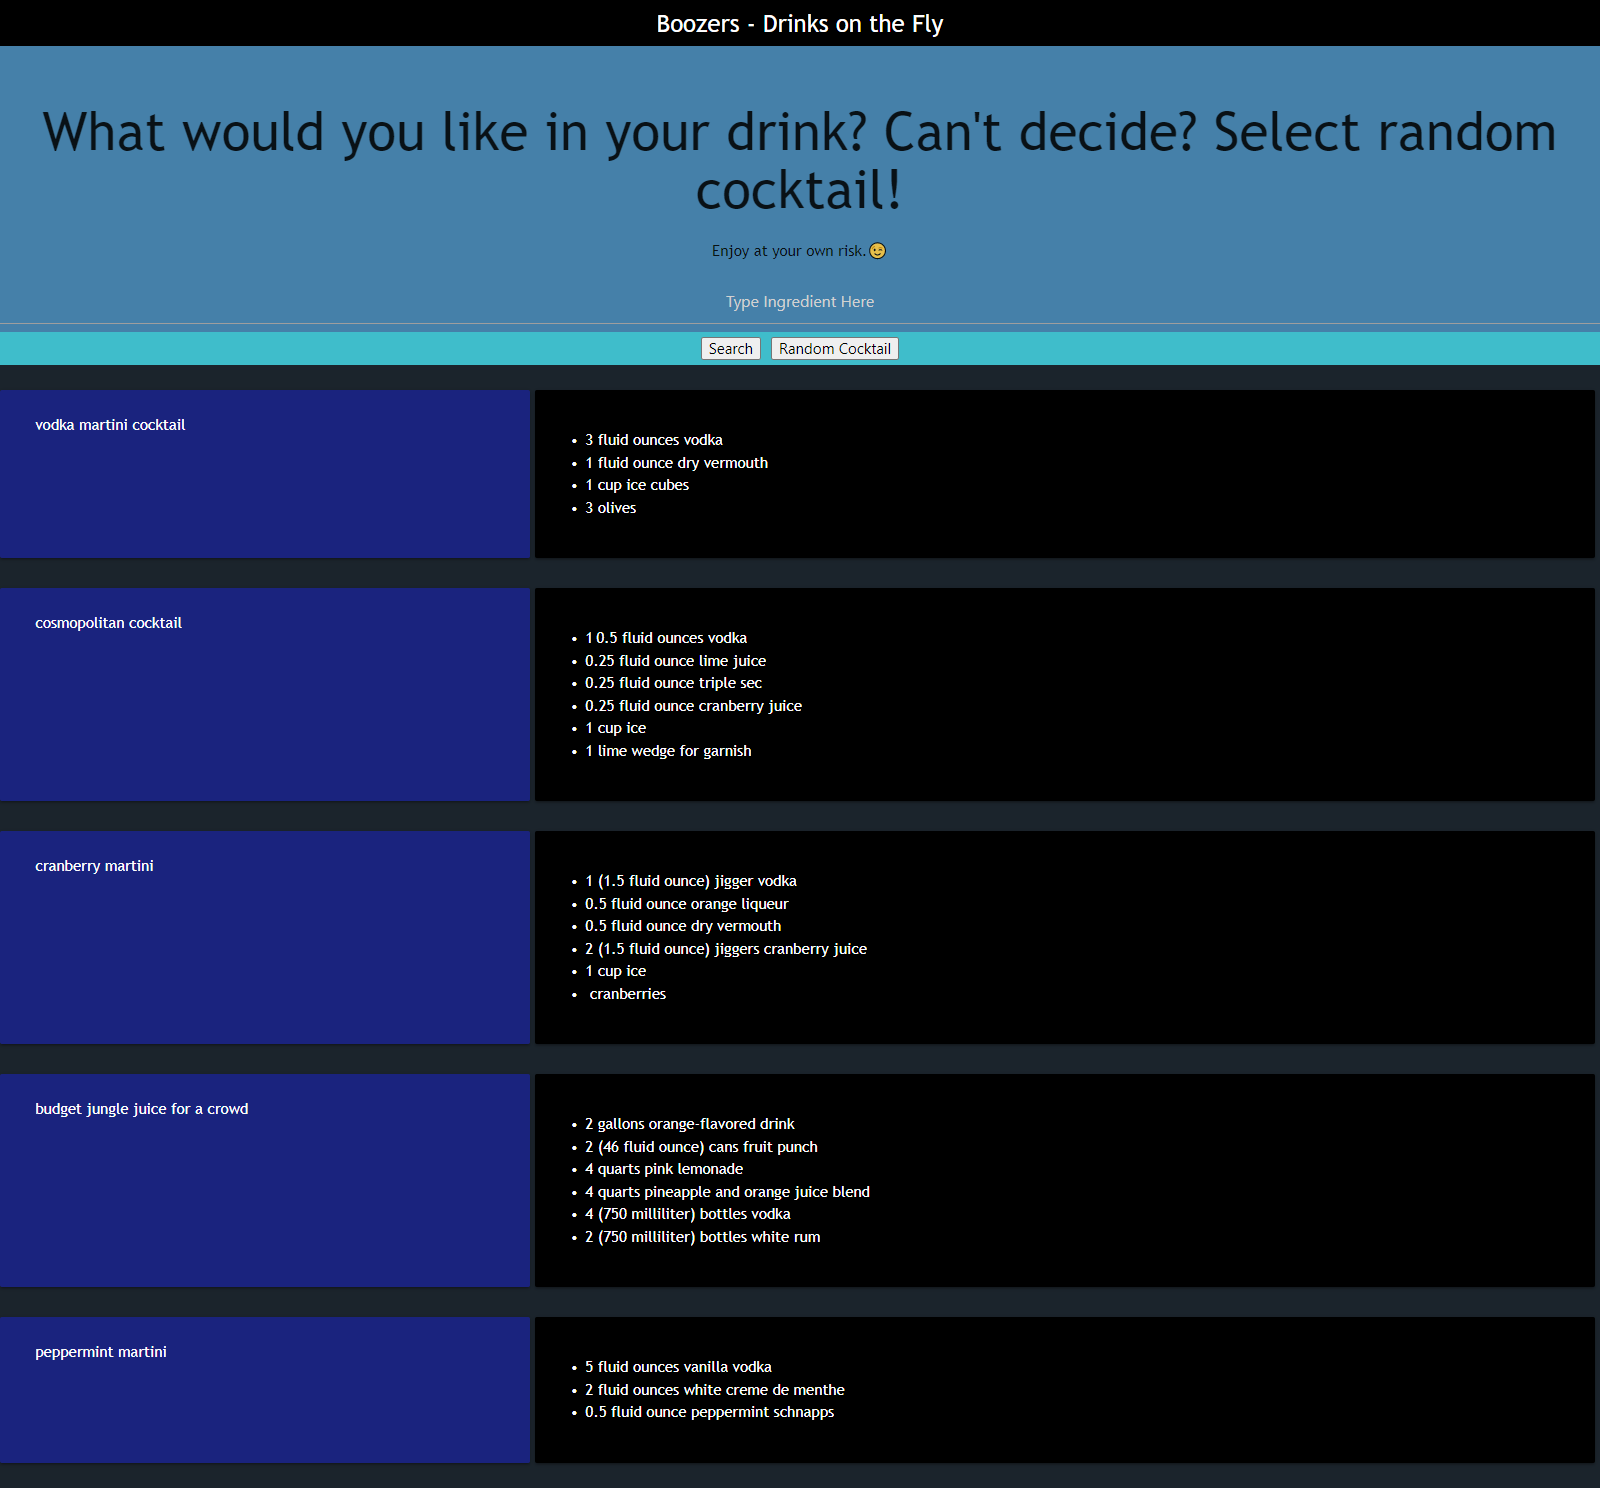 Boozers - Drinks on the Fly
What would you like in your drink? Can't decide? Select random
cocktail!
Enjoy at your own risk.😉
Type Ingredient Here
Search Random Cocktail
vodka martini cocktail
• 3 fluid ounces vodka
• 1 fluid ounce dry vermouth
• 1 cup ice cubes
• 3 olives
cosmopolitan cocktail
• 1 0.5 fluid ounces vodka
• 0.25 fluid ounce lime juice
• 0.25 fluid ounce triple sec
• 0.25 fluid ounce cranberry juice
• 1 cup ice
• 1 lime wedge for garnish
cranberry martini
• 1 (1.5 fluid ounce) jigger vodka
• 0.5 fluid ounce orange liqueur
• 0.5 fluid ounce dry vermouth
• 2 (1.5 fluid ounce) jiggers cranberry juice
• 1 cup ice
• cranberries
budget jungle juice for a crowd
• 2 gallons orange-flavored drink
• 2 (46 fluid ounce) cans fruit punch
• 4 quarts pink lemonade
• 4 quarts pineapple and orange juice blend
• 4 (750 milliliter) bottles vodka
• 2 (750 milliliter) bottles white rum
peppermint martini
• 5 fluid ounces vanilla vodka
• 2 fluid ounces white creme de menthe
• 0.5 fluid ounce peppermint schnapps